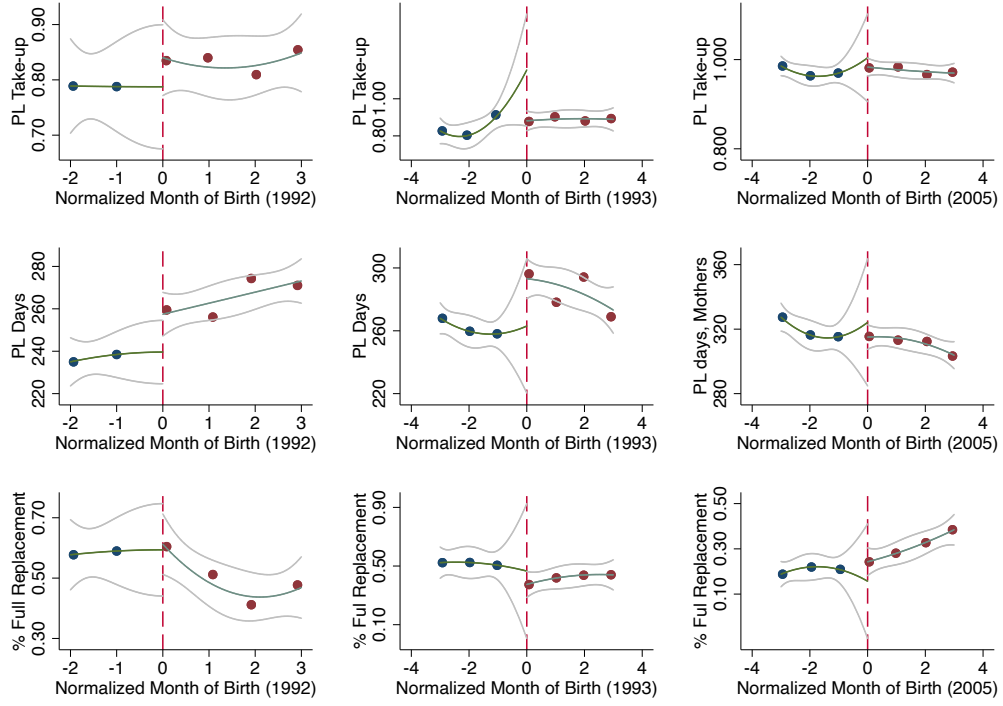 PL Take-up
0.90
0.80
0.70
-2 -1 0 1 2 3
Normalized Month of Birth (1992)
PL Take-up
1.00
0.80
-4 -2 0 2 4
Normalized Month of Birth (1993)
PL Take-up
1.000
0.800
-4 -2 0 2 4
Normalized Month of Birth (2005)
PL Days
280
260
240
220
-2 -1 0 1 2 3
Normalized Month of Birth (1992)
PL Days
300
260
220
-4 -2 0 2 4
Normalized Month of Birth (1993)
PL days, Mothers
360
320
280
-4 -2 0 2 4
Normalized Month of Birth (2005)
% Full Replacement
0.70
0.50
0.30
-2 -1 0 1 2 3
Normalized Month of Birth (1992)
% Full Replacement
0.90
0.50
0.10
-4 -2 0 2 4
Normalized Month of Birth (1993)
% Ful Replacement
0.50
0.30
0.10
-4 -2 0 2 4
Normalized Month of Birth (2005)